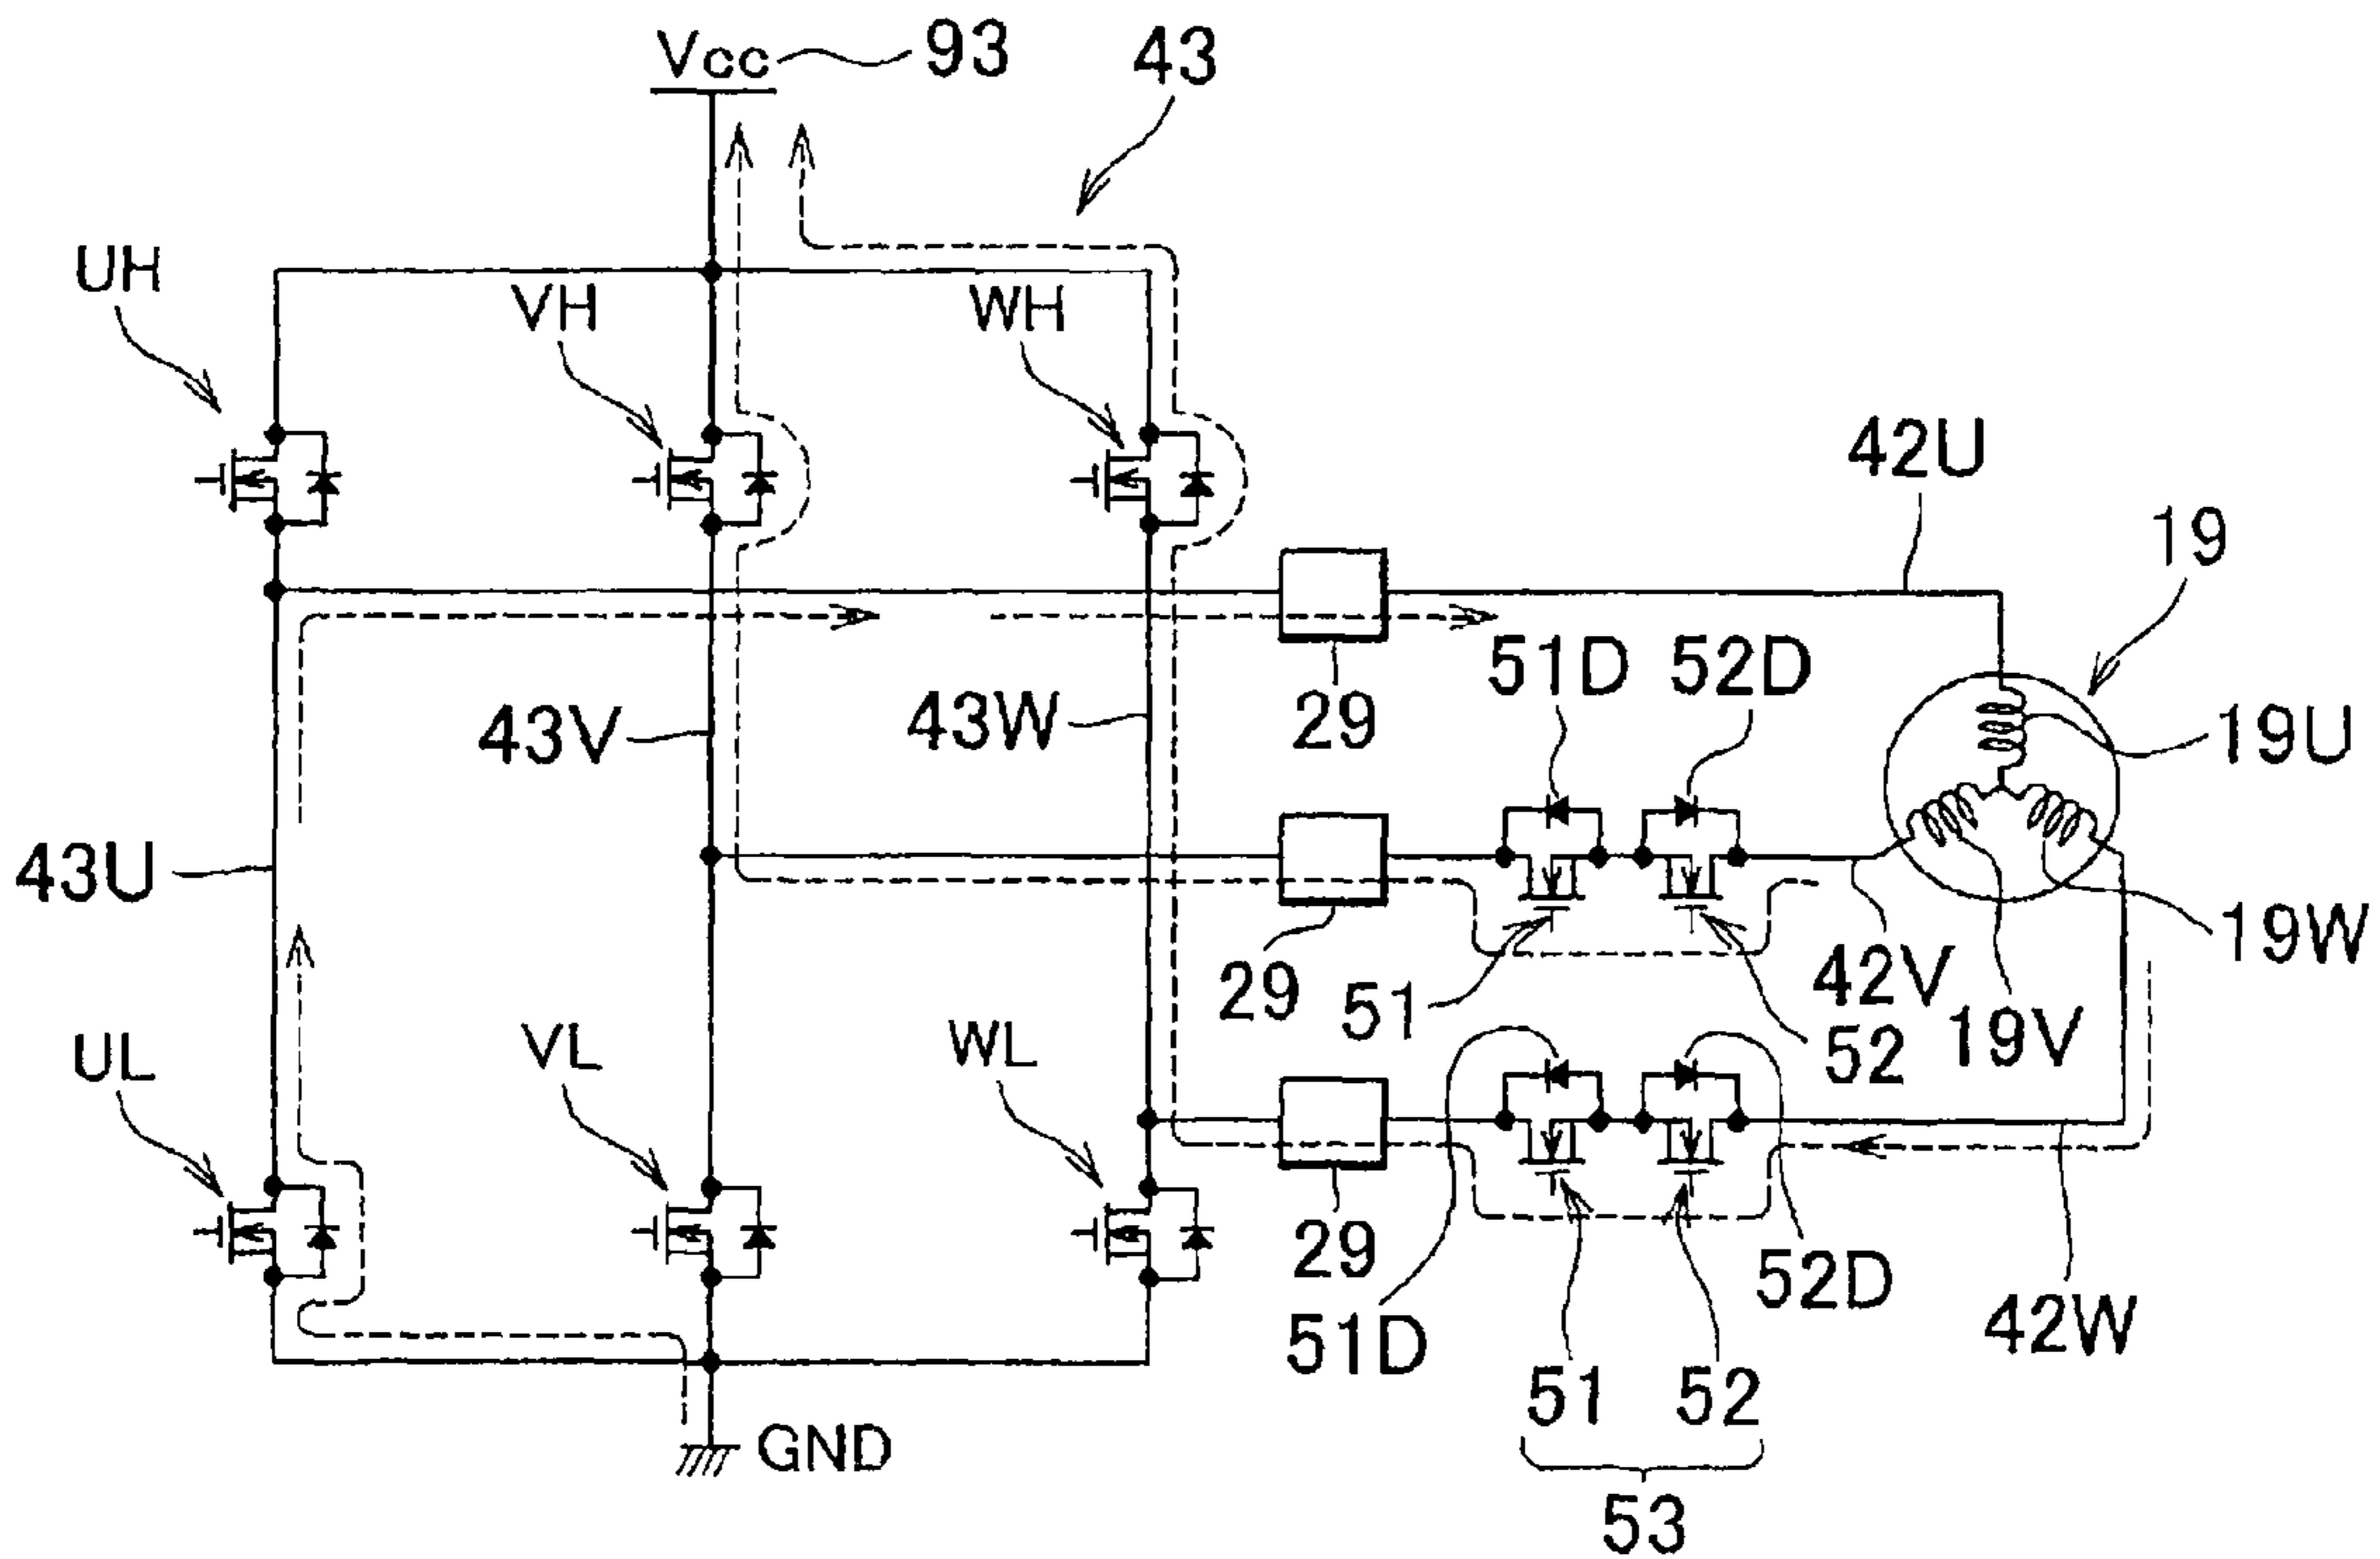 Vcc 93 43
UH VH WH
42U 19
51D 52D
43V 43W 29 19U
43U
29 51 42V 19W
52 19V
UL VL WL
29 52D
51D 42W
51 52
GND
53